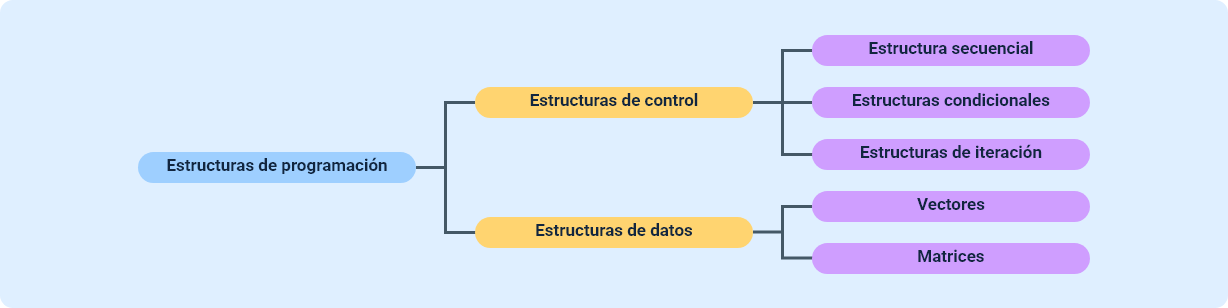 Estructuras de programación
Estructuras de control
Estructura secuencial
Estructuras condicionales
Estructuras de iteración
Estructuras de datos
Vectores
Matrices